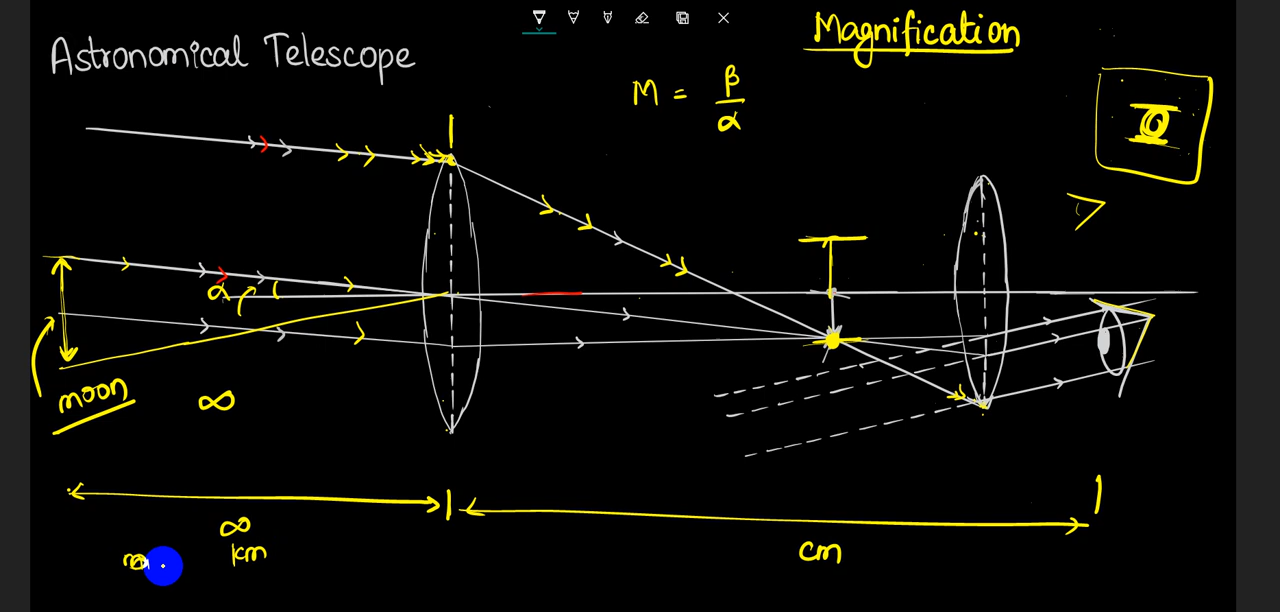 Astronomical Telescope
Magnification
M = β/α
α
moon
∞
∞
km
cm